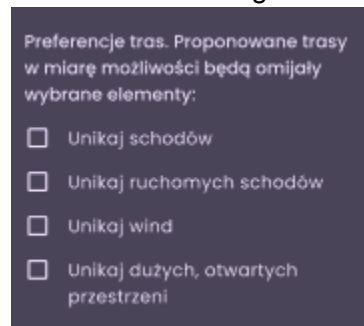 Preferencje tras. Proponowane trasy
w miarę możliwości będą omijały
wybrane elementy:
Unikaj schodów
Unikaj ruchomych schodów
Unikaj wind
Unikaj dużych, otwartych
przestrzeni